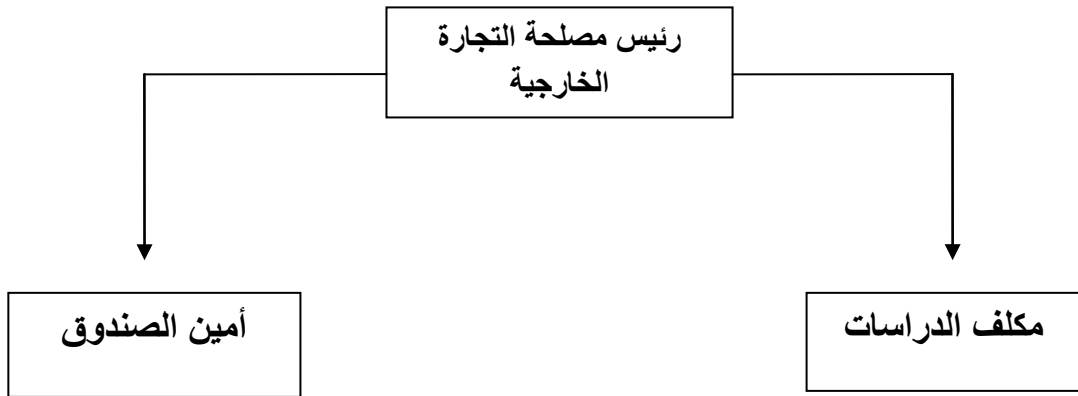 رئيس مصلحة التجارة
الخارجية
مكلف الدراسات
أمين الصندوق